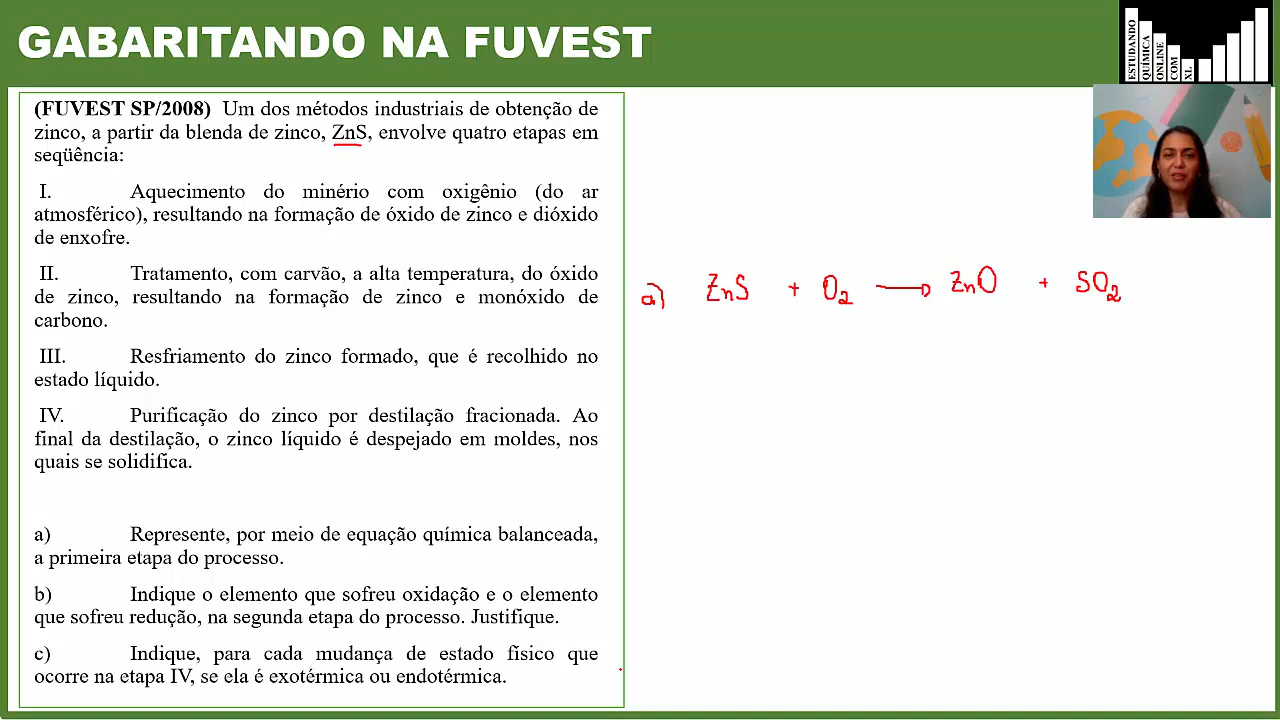 GABARITANDO NA FUVEST
ESTUDANDO
QUÍMICA
ONLINE
COM
XL
(FUVEST SP/2008) Um dos métodos industriais de obtenção de
zinco, a partir da blenda de zinco, ZnS, envolve quatro etapas em
seqüência:
I. Aquecimento do minério com oxigênio (do ar
atmosférico), resultando na formação de óxido de zinco e dióxido
de enxofre.
II. Tratamento, com carvão, a alta temperatura, do óxido
de zinco, resultando na formação de zinco e monóxido de
carbono.
III. Resfriamento do zinco formado, que é recolhido no
estado líquido.
IV. Purificação do zinco por destilação fracionada. Ao
final da destilação, o zinco líquido é despejado em moldes, nos
quais se solidifica.
a) Represente, por meio de equação química balanceada,
a primeira etapa do processo.
b) Indique o elemento que sofreu oxidação e o elemento
que sofreu redução, na segunda etapa do processo. Justifique.
c) Indique, para cada mudança de estado físico que
ocorre na etapa IV, se ela é exotérmica ou endotérmica.
a) ZnS + O₂ → ZnO + SO₂